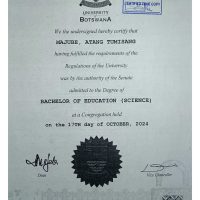 UNIVERSITY
OF
BOTSWANA
We the undersigned hereby certify that
MAJUBE, ATANG TUMISANG
having fulfilled the requirements of the
Regulations of the University
was by the authority of the Senate
admitted to the Degree of
BACHELOR OF EDUCATION (SCIENCE)
at a Congregation held
on the 17TH day of OCTOBER, 2024
Dean
Vice Chancellor